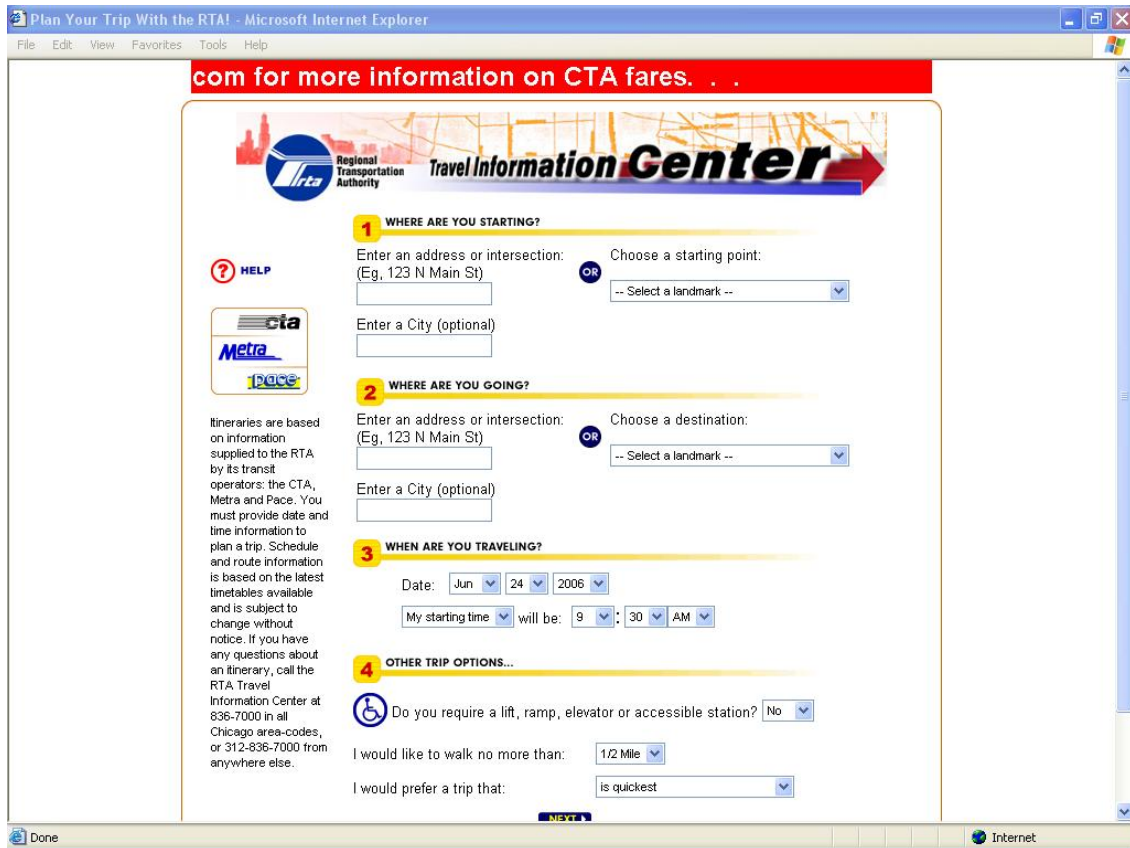 Plan Your Trip With the RTA! - Microsoft Internet Explorer
File Edit View Favorites Tools Help
com for more information on CTA fares. . .
rta
Regional
Transportation
Authority
Travel Information Center
1 WHERE ARE YOU STARTING?
Enter an address or intersection:
(Eg, 123 N Main St)
OR
Choose a starting point:
-- Select a landmark --
Enter a City (optional)
? HELP
cta
Metra
pace
Itineraries are based
on information
supplied to the RTA
by its transit
operators: the CTA,
Metra and Pace. You
must provide date and
time information to
plan a trip. Schedule
and route information
is based on the latest
timetables available
and is subject to
change without
notice. If you have
any questions about
an itinerary, call the
RTA Travel
Information Center at
836-7000 in all
Chicago area-codes,
or 312-836-7000 from
anywhere else.
2 WHERE ARE YOU GOING?
Enter an address or intersection:
(Eg, 123 N Main St)
OR
Choose a destination:
-- Select a landmark --
Enter a City (optional)
3 WHEN ARE YOU TRAVELING?
Date: Jun 24 2006
My starting time will be: 9 : 30 AM
4 OTHER TRIP OPTIONS...
Do you require a lift, ramp, elevator or accessible station? No
I would like to walk no more than: 1/2 Mile
I would prefer a trip that: is quickest
NEXT
Done
Internet